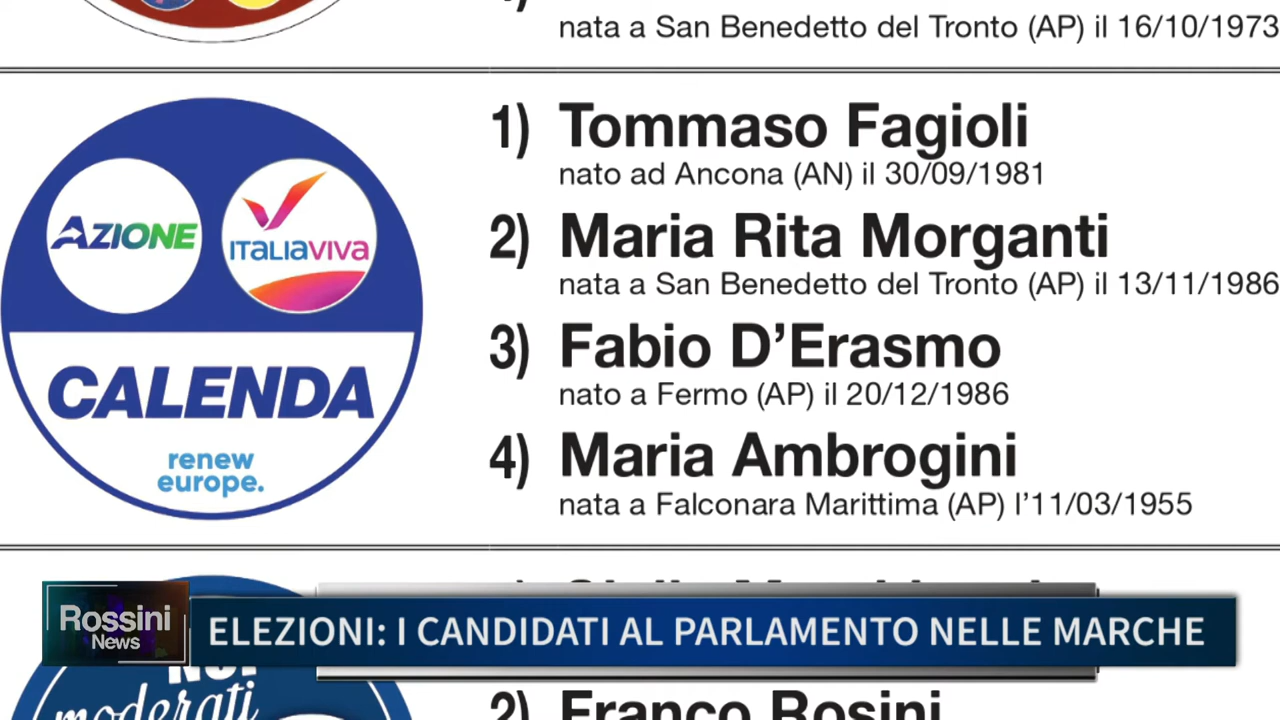 nata a San Benedetto del Tronto (AP) il 16/10/1973
AZIONE
ITALIAVIVA
CALENDA
renew
europe.
1) Tommaso Fagioli
nato ad Ancona (AN) il 30/09/1981
2) Maria Rita Morganti
nata a San Benedetto del Tronto (AP) il 13/11/1986
3) Fabio D'Erasmo
nato a Fermo (AP) il 20/12/1986
4) Maria Ambrogini
nata a Falconara Marittima (AP) l'11/03/1955
Rossini
News
ELEZIONI: I CANDIDATI AL PARLAMENTO NELLE MARCHE
moderati
2) Franco Rosini